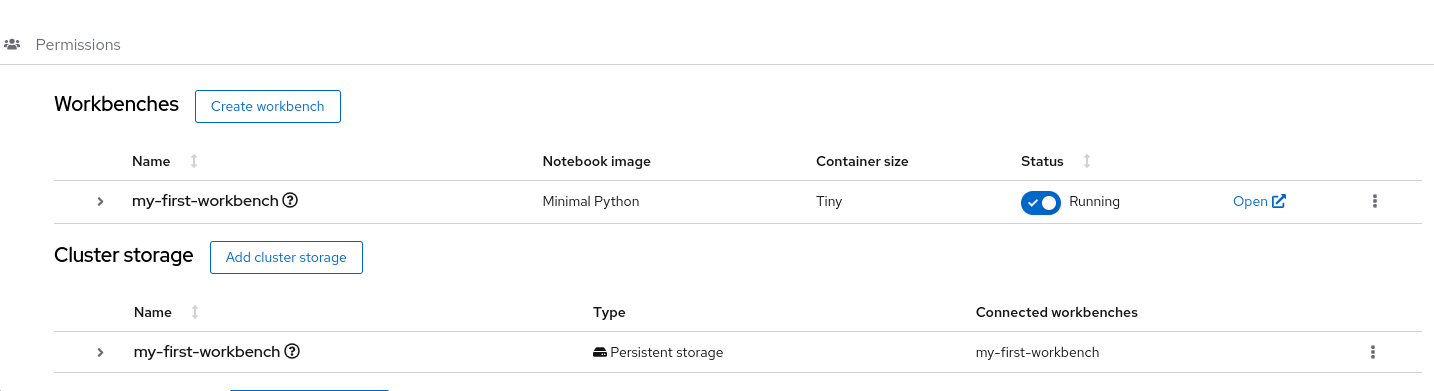 Permissions
Workbenches Create workbench
Name Notebook image Container size Status
my-first-workbench Minimal Python Tiny Running Open
Cluster storage Add cluster storage
Name Type Connected workbenches
my-first-workbench Persistent storage my-first-workbench